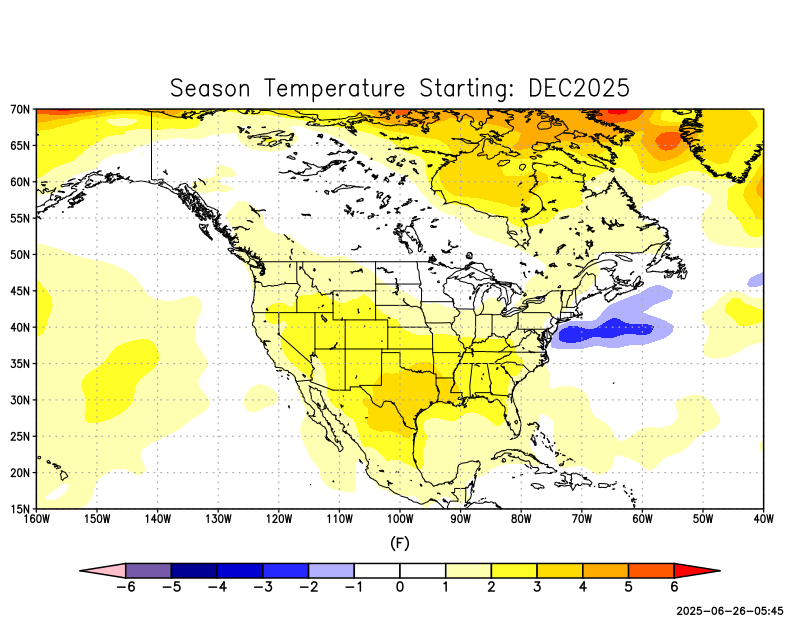 Season Temperature Starting: DEC2025
70N
65N
60N
55N
50N
45N
40N
35N
30N
25N
20N
15N
160W 150W 140W 130W 120W 110W 100W 90W 80W 70W 60W 50W 40W
(F)
−6 −5 −4 −3 −2 −1 0 1 2 3 4 5 6
2025−06−26−05:45